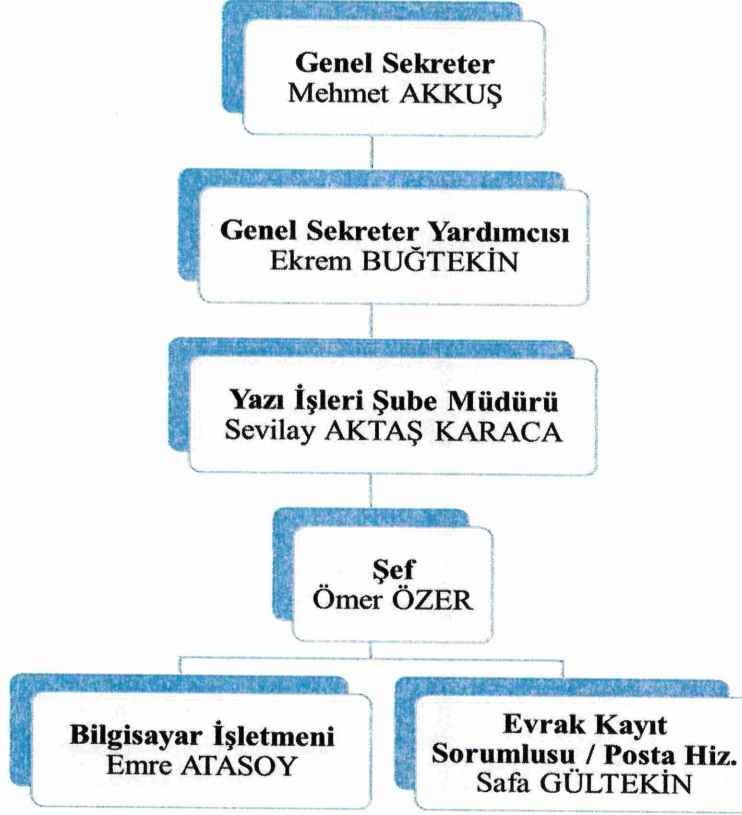 Genel Sekreter
Mehmet AKKUŞ
Genel Sekreter Yardımcısı
Ekrem BUĞTEKİN
Yazı İşleri Şube Müdürü
Sevilay AKTAŞ KARACA
Şef
Ömer ÖZER
Bilgisayar İşletmeni
Emre ATASOY
Evrak Kayıt
Sorumlusu / Posta Hiz.
Safa GÜLTEKİN